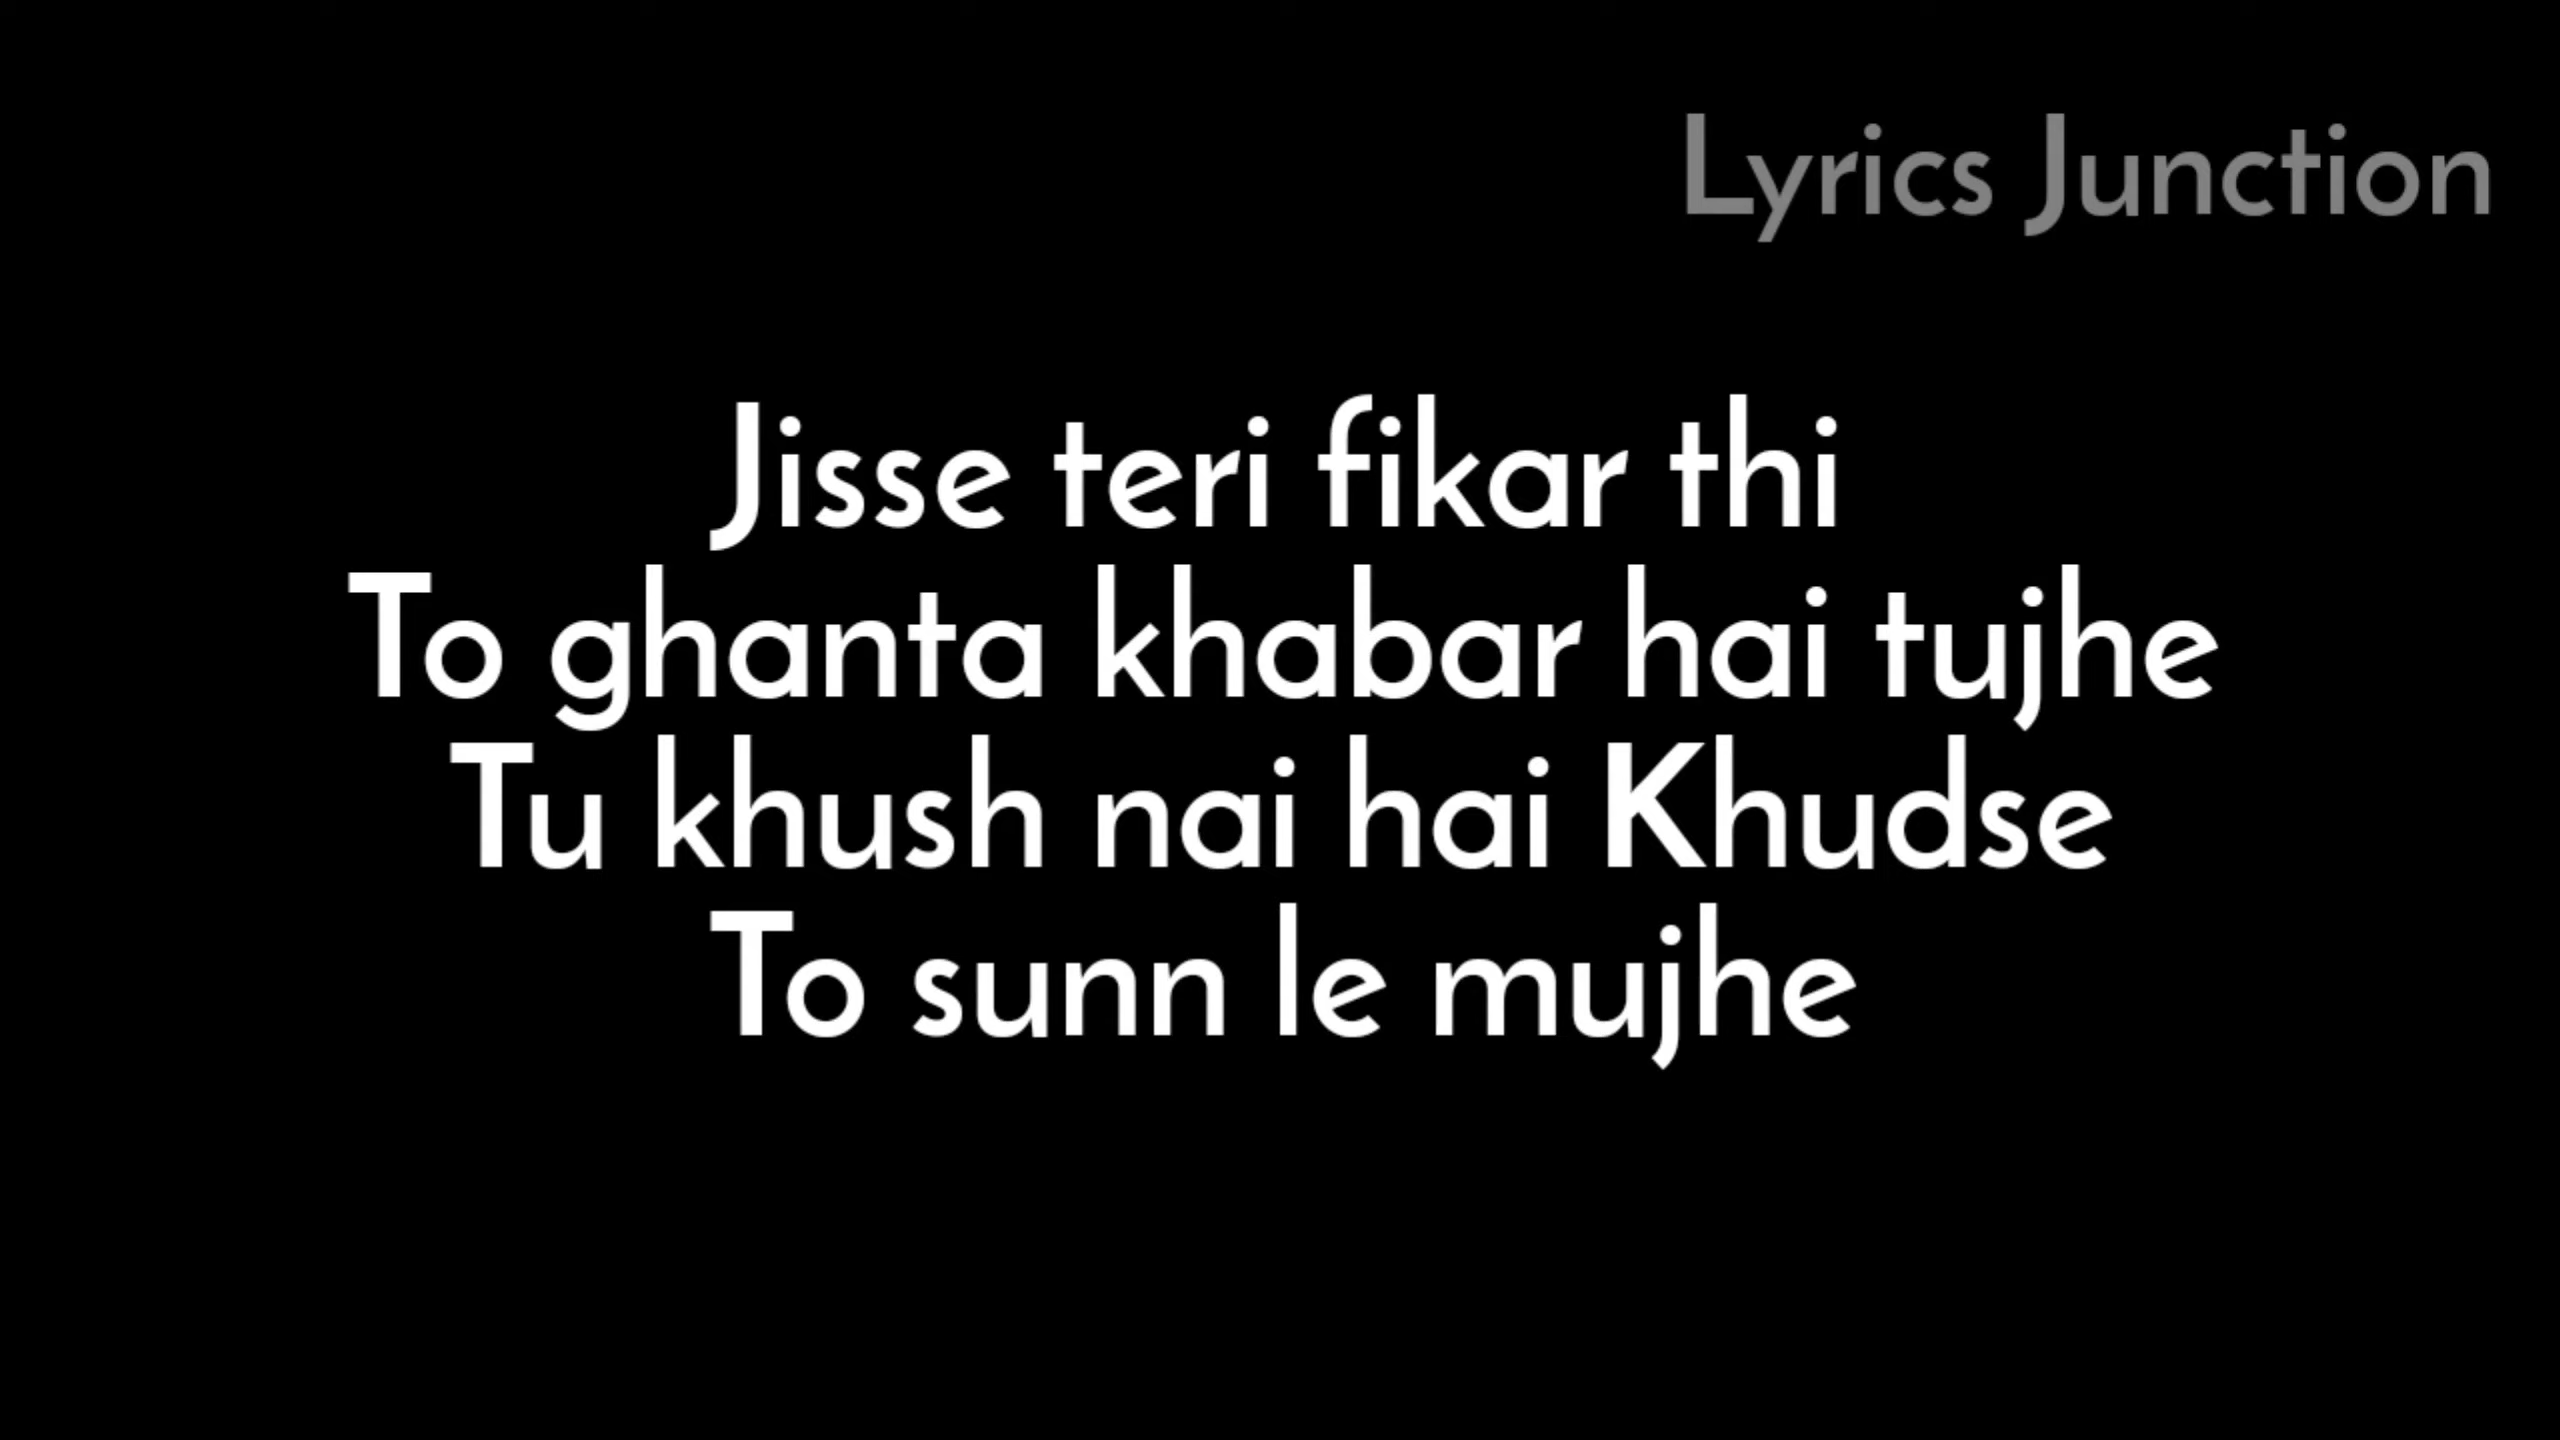 Lyrics Junction
Jisse teri fikar thi
To ghanta khabar hai tujhe
Tu khush nai hai Khudse
To sunn le mujhe